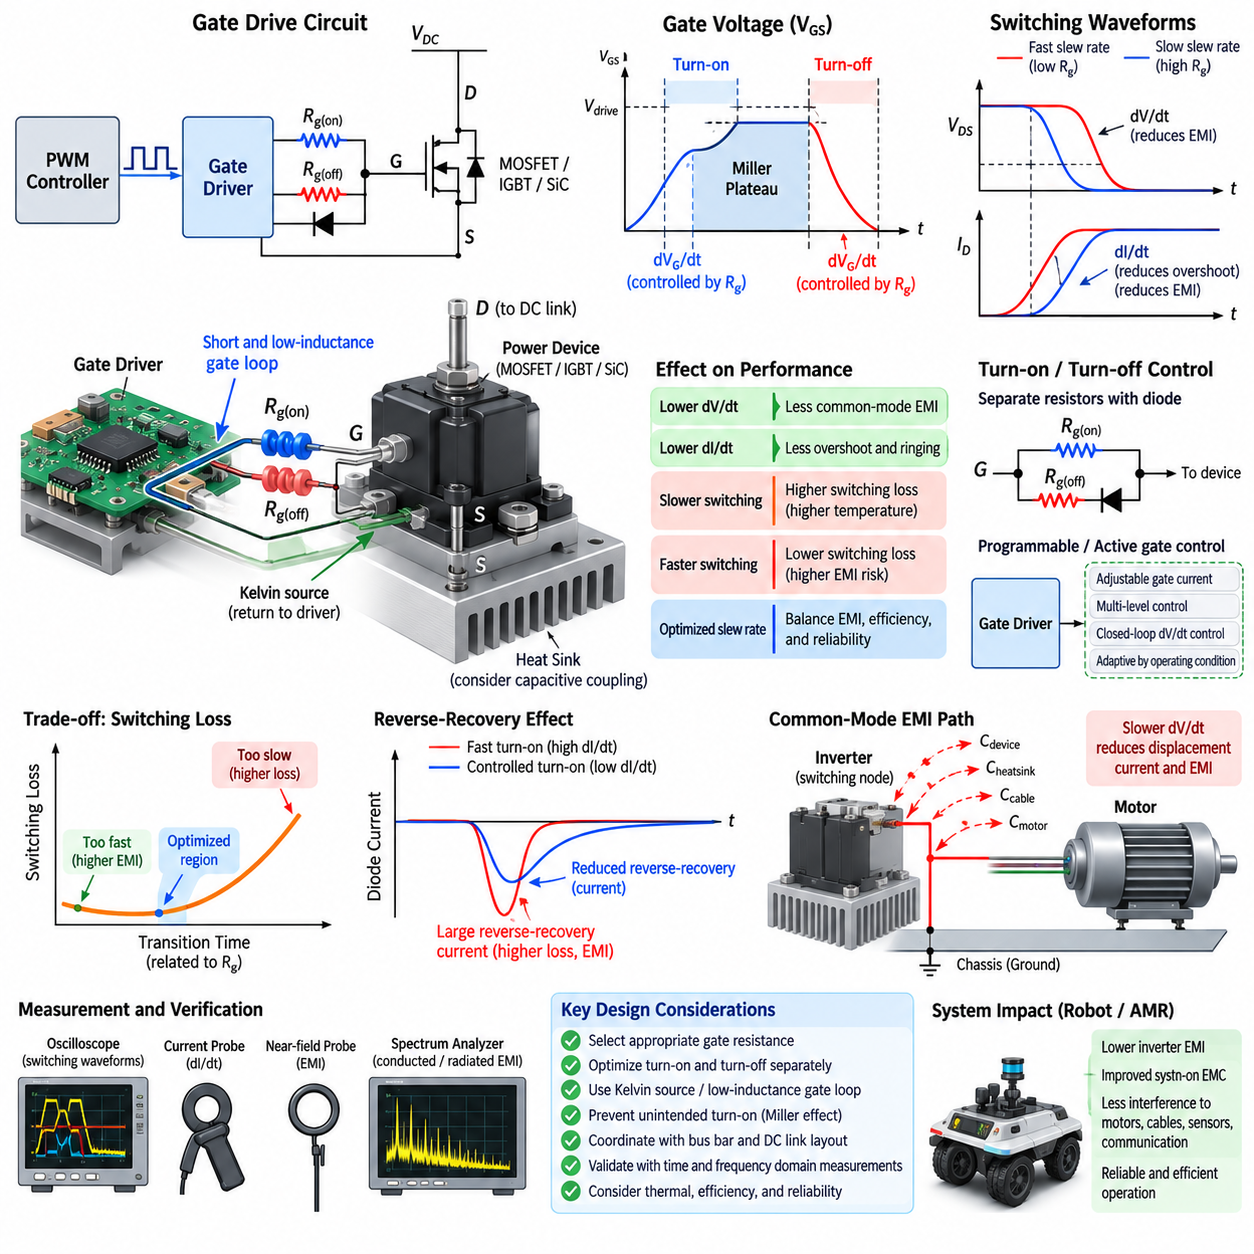 Gate Drive Circuit
V_DC
D
R_g(on)
PWM
Controller
Gate
Driver
R_g(off)
G
MOSFET /
IGBT / SiC
S
Gate Voltage (V_GS)
V_GS
Turn-on
Turn-off
V_drive
Miller
Plateau
t
dV_G/dt
(controlled by R_g)
dV_G/dt
(controlled by R_g)
Switching Waveforms
Fast slew rate
(low R_g)
Slow slew rate
(high R_g)
V_DS
dV/dt
(reduces EMI)
t
I_D
dI/dt
(reduces overshoot)
(reduces EMI)
t
D (to DC link)
Short and low-inductance
gate loop
Gate Driver
Power Device
(MOSFET / IGBT / SiC)
R_g(on)
G
R_g(off)
S
S
Kelvin source
(return to driver)
Heat Sink
(consider capacitive coupling)
Effect on Performance
Lower dV/dt
Less common-mode EMI
Lower dI/dt
Less overshoot and ringing
Slower switching
Higher switching loss
(higher temperature)
Faster switching
Lower switching loss
(higher EMI risk)
Optimized slew rate
Balance EMI, efficiency,
and reliability
Turn-on / Turn-off Control
Separate resistors with diode
R_g(on)
G
R_g(off)
To device
Programmable / Active gate control
Gate Driver
Adjustable gate current
Multi-level control
Closed-loop dV/dt control
Adaptive by operating condition
Trade-off: Switching Loss
Switching Loss
Too slow
(higher loss)
Too fast
(higher EMI)
Optimized
region
Transition Time
(related to R_g)
Reverse-Recovery Effect
Fast turn-on (high dI/dt)
Controlled turn-on (low dI/dt)
Diode Current
t
Reduced reverse-recovery
(current)
Large reverse-recovery
current (higher loss, EMI)
Common-Mode EMI Path
Inverter
(switching node)
C_device
C_heatsink
C_cable
C_motor
Slower dV/dt
reduces displacement
current and EMI
Motor
Chassis (Ground)
Measurement and Verification
Oscilloscope
(switching waveforms)
Current Probe
(dI/dt)
Near-field Probe
(EMI)
Spectrum Analyzer
(conducted / radiated EMI)
Key Design Considerations
Select appropriate gate resistance
Optimize turn-on and turn-off separately
Use Kelvin source / low-inductance gate loop
Prevent unintended turn-on (Miller effect)
Coordinate with bus bar and DC link layout
Validate with time and frequency domain measurements
Consider thermal, efficiency, and reliability
System Impact (Robot / AMR)
Lower inverter EMI
Improved systn-on EMC
Less interference to
motors, cables, sensors,
communication
Reliable and efficient
operation